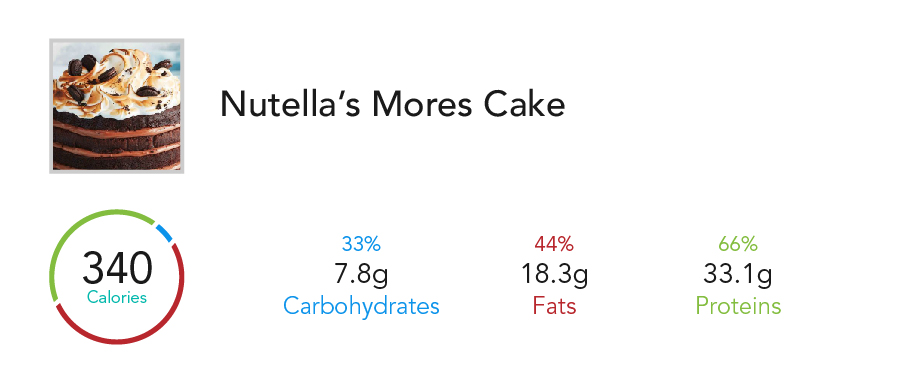 Nutella’s Mores Cake
340
Calories
33%
7.8g
Carbohydrates
44%
18.3g
Fats
66%
33.1g
Proteins